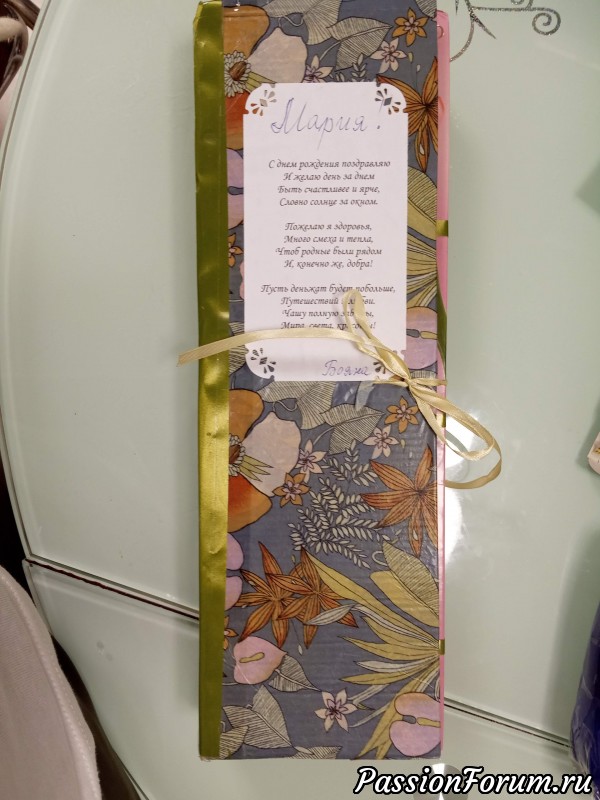 Мария!
С днем рождения поздравляю
И желаю день за днем
Быть счастливее и ярче,
Словно солнце за окном.
Пожелаю я здоровья,
Много смеха и тепла,
Чтоб родные были рядом
И, конечно же, добра!
Пусть деньжат будет побольше,
Путешествий
Чашу полную
Мира, света,
Бояна
PassionForum.ru